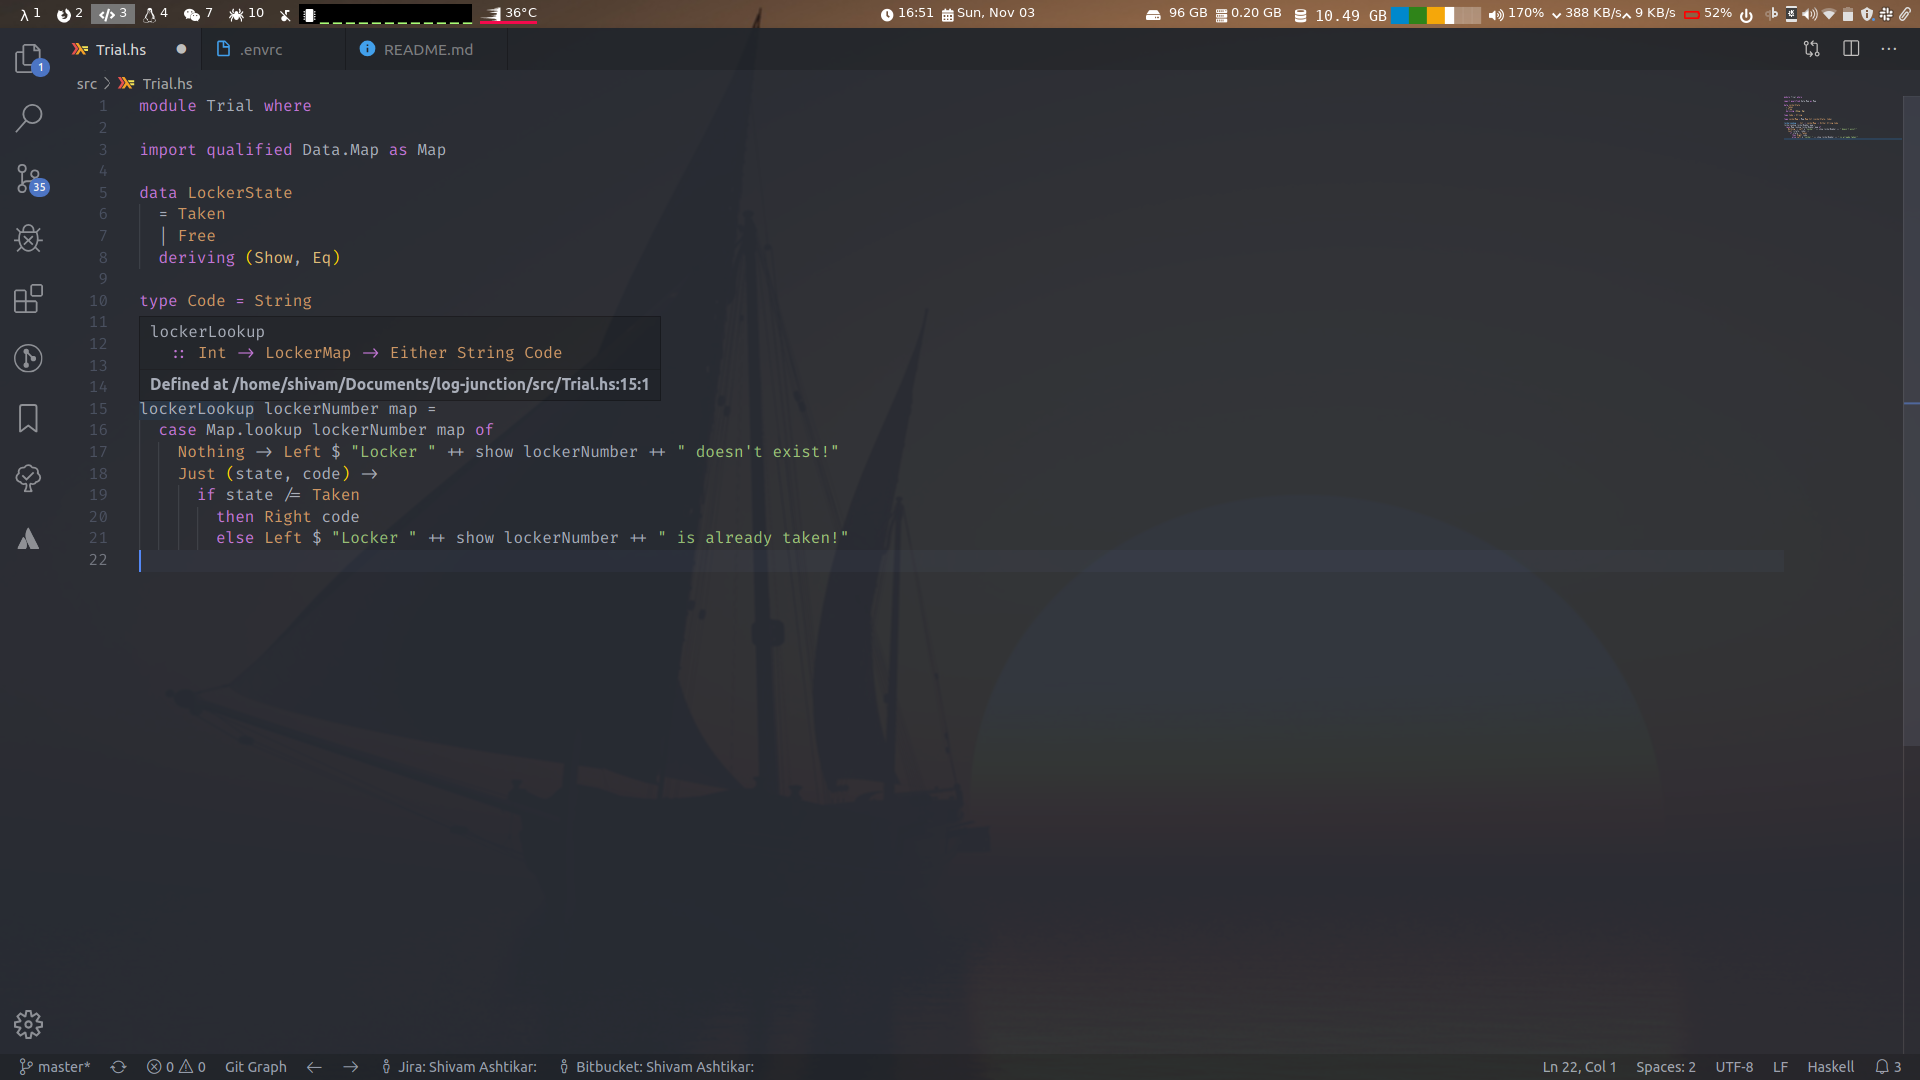 λ 1 2 </> 3 4 7 10 36°C 16:51 Sun, Nov 03 96 GB 0.20 GB 10.49 GB 170% 388 KB/s 9 KB/s 52%
Trial.hs .envrc README.md
src > Trial.hs
1 module Trial where
2
3 import qualified Data.Map as Map
4
5 data LockerState
6 = Taken
7 | Free
8 deriving (Show, Eq)
9
10 type Code = String
11
12
13
14
lockerLookup
:: Int -> LockerMap -> Either String Code
Defined at /home/shivam/Documents/log-junction/src/Trial.hs:15:1
15 lockerLookup lockerNumber map =
16 case Map.lookup lockerNumber map of
17 Nothing -> Left $ "Locker " ++ show lockerNumber ++ " doesn't exist!"
18 Just (state, code) ->
19 if state /= Taken
20 then Right code
21 else Left $ "Locker " ++ show lockerNumber ++ " is already taken!"
22
1
35
master* 0 0 Git Graph Jira: Shivam Ashtikar: Bitbucket: Shivam Ashtikar: Ln 22, Col 1 Spaces: 2 UTF-8 LF Haskell 3